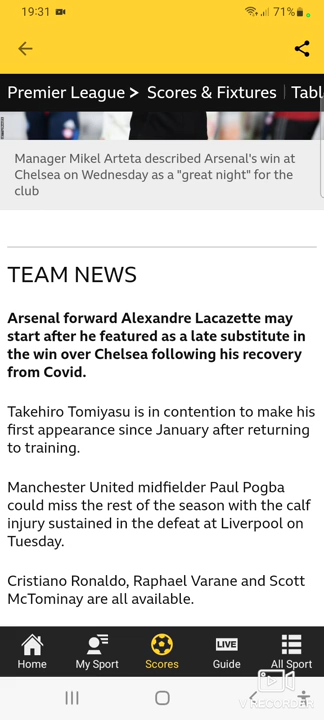 19:31 71%
Premier League > Scores & Fixtures Tabl
Manager Mikel Arteta described Arsenal's win at
Chelsea on Wednesday as a "great night" for the
club
TEAM NEWS
Arsenal forward Alexandre Lacazette may
start after he featured as a late substitute in
the win over Chelsea following his recovery
from Covid.
Takehiro Tomiyasu is in contention to make his
first appearance since January after returning
to training.
Manchester United midfielder Paul Pogba
could miss the rest of the season with the calf
injury sustained in the defeat at Liverpool on
Tuesday.
Cristiano Ronaldo, Raphael Varane and Scott
McTominay are all available.
LIVE
Home My Sport Scores Guide All Sport
V RECORDER